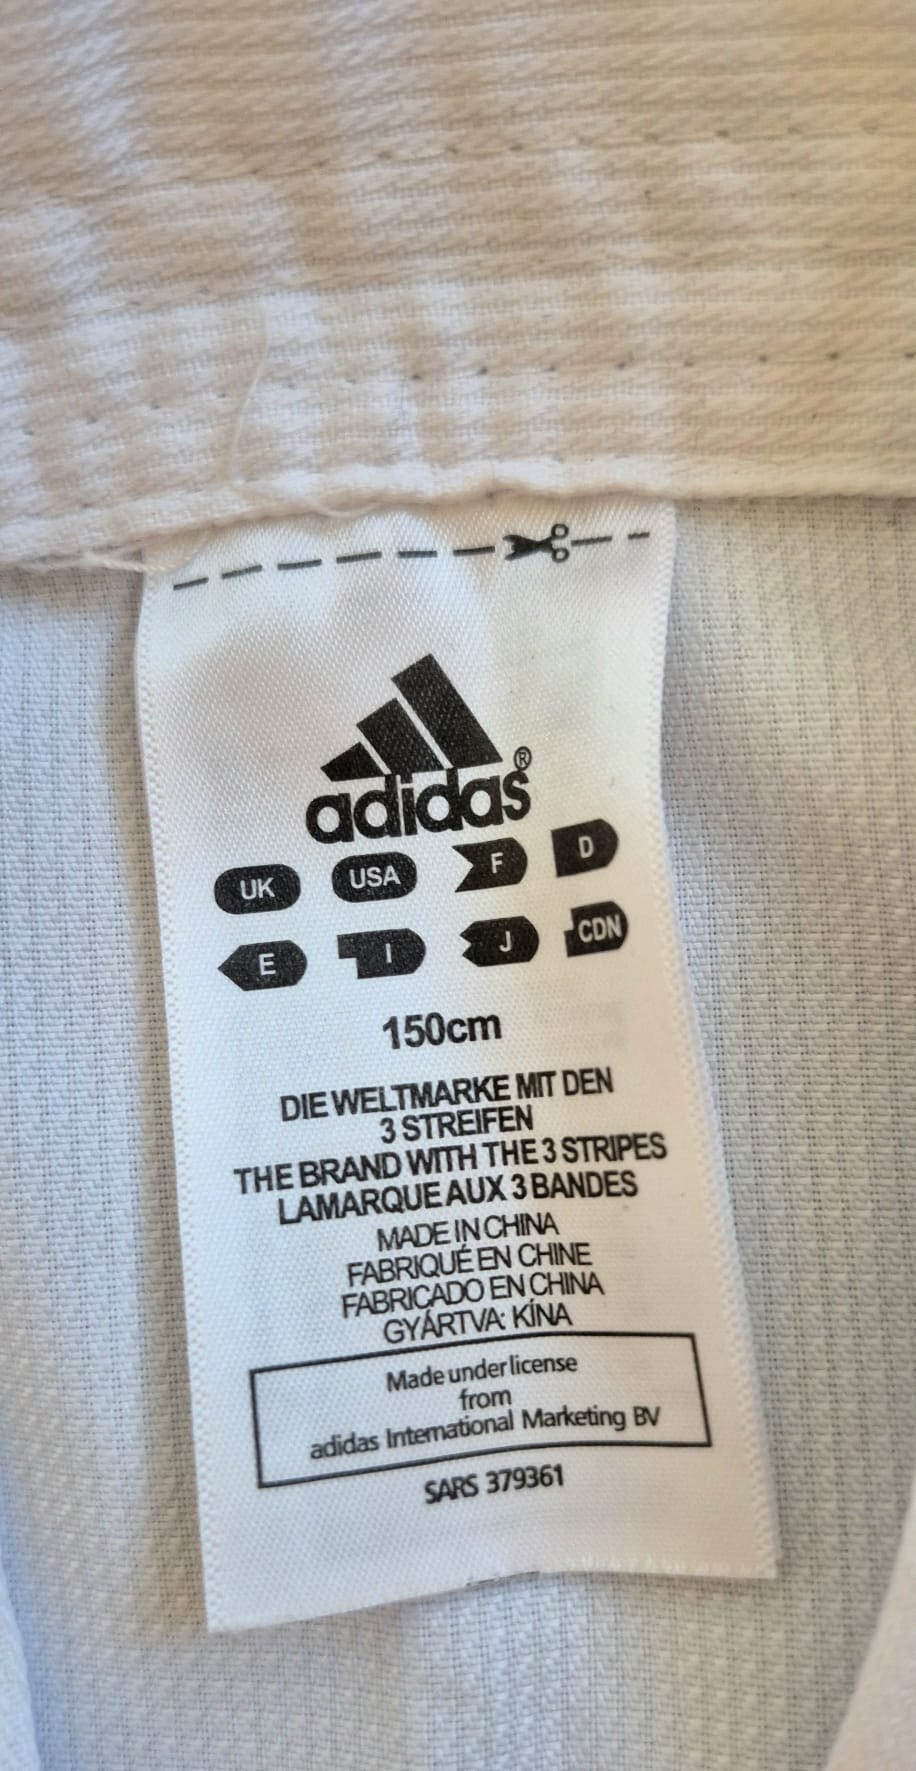 adidas®
UK USA F D
E I J CDN
150cm
DIE WELTMARKE MIT DEN
3 STREIFEN
THE BRAND WITH THE 3 STRIPES
LAMARQUE AUX 3 BANDES
MADE IN CHINA
FABRIQUÉ EN CHINE
FABRICADO EN CHINA
GYÁRTVA: KÍNA
Made under license
from
adidas International Marketing BV
SARS 379361